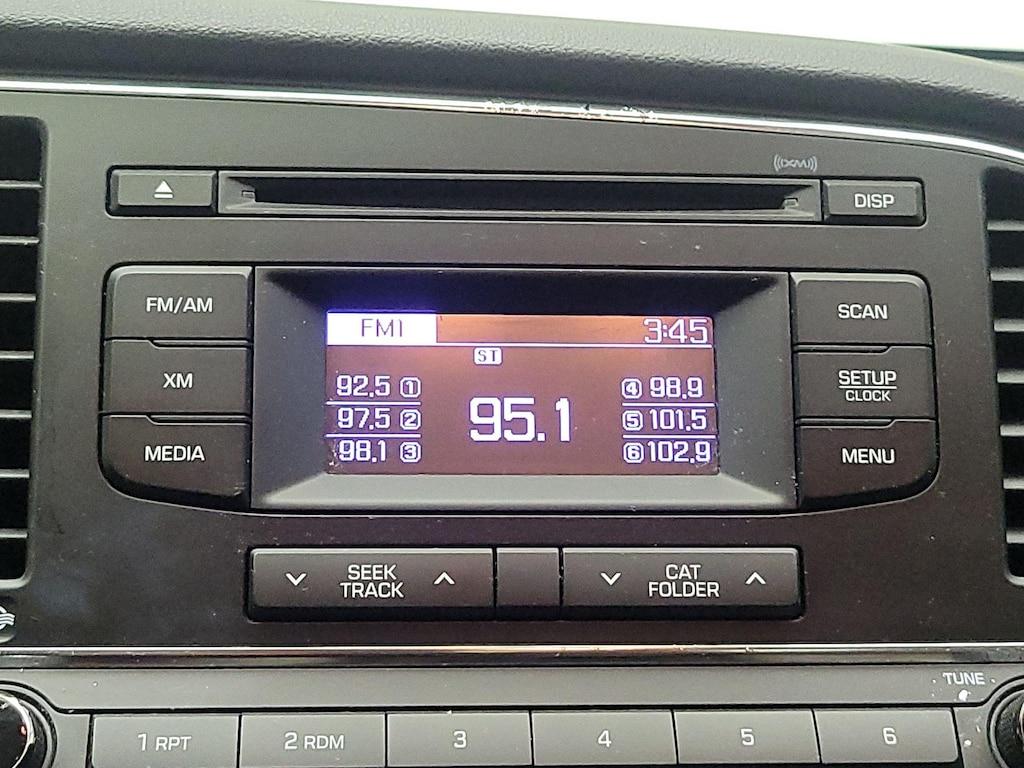 ((XM))
DISP
FM/AM
XM
MEDIA
FM1 3:45
ST
92.5 1
97.5 2
98.1 3
95.1
4 98.9
5 101.5
6 102.9
SCAN
SETUP
CLOCK
MENU
SEEK
TRACK
CAT
FOLDER
TUNE
1 RPT
2 RDM
3
4
5
6